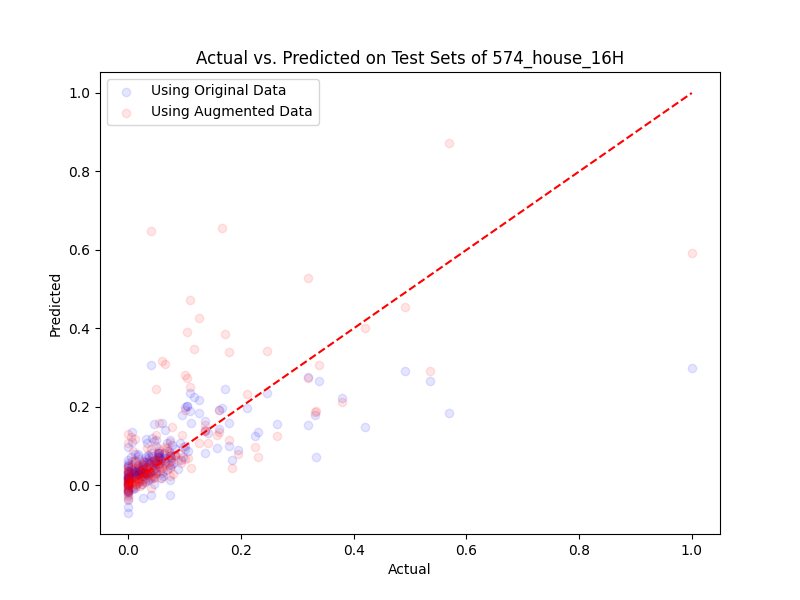 Actual vs. Predicted on Test Sets of 574_house_16H
Using Original Data
Using Augmented Data
1.0
0.8
0.6
0.4
0.2
0.0
Predicted
0.0 0.2 0.4 0.6 0.8 1.0
Actual